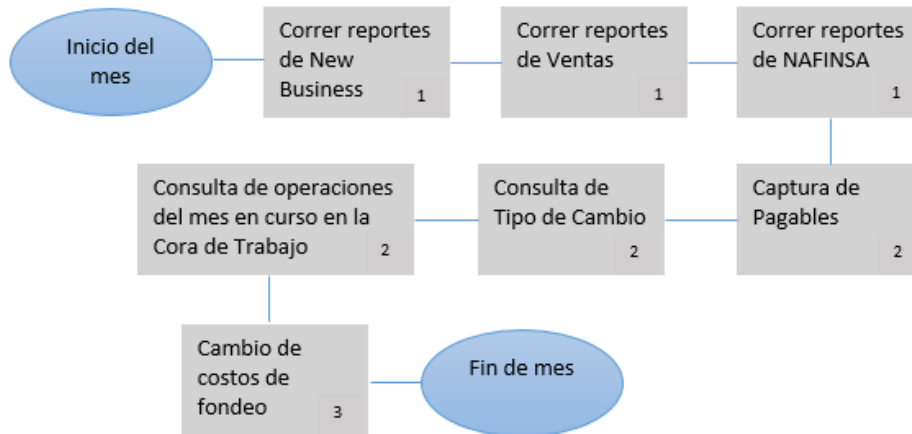 Inicio del
mes
Correr reportes
de New
Business
1
Correr reportes
de Ventas
1
Correr reportes
de NAFINSA
1
Captura de
Pagables
2
Consulta de
Tipo de Cambio
2
Consulta de operaciones
del mes en curso en la
Cora de Trabajo
2
Cambio de
costos de
fondeo
3
Fin de mes